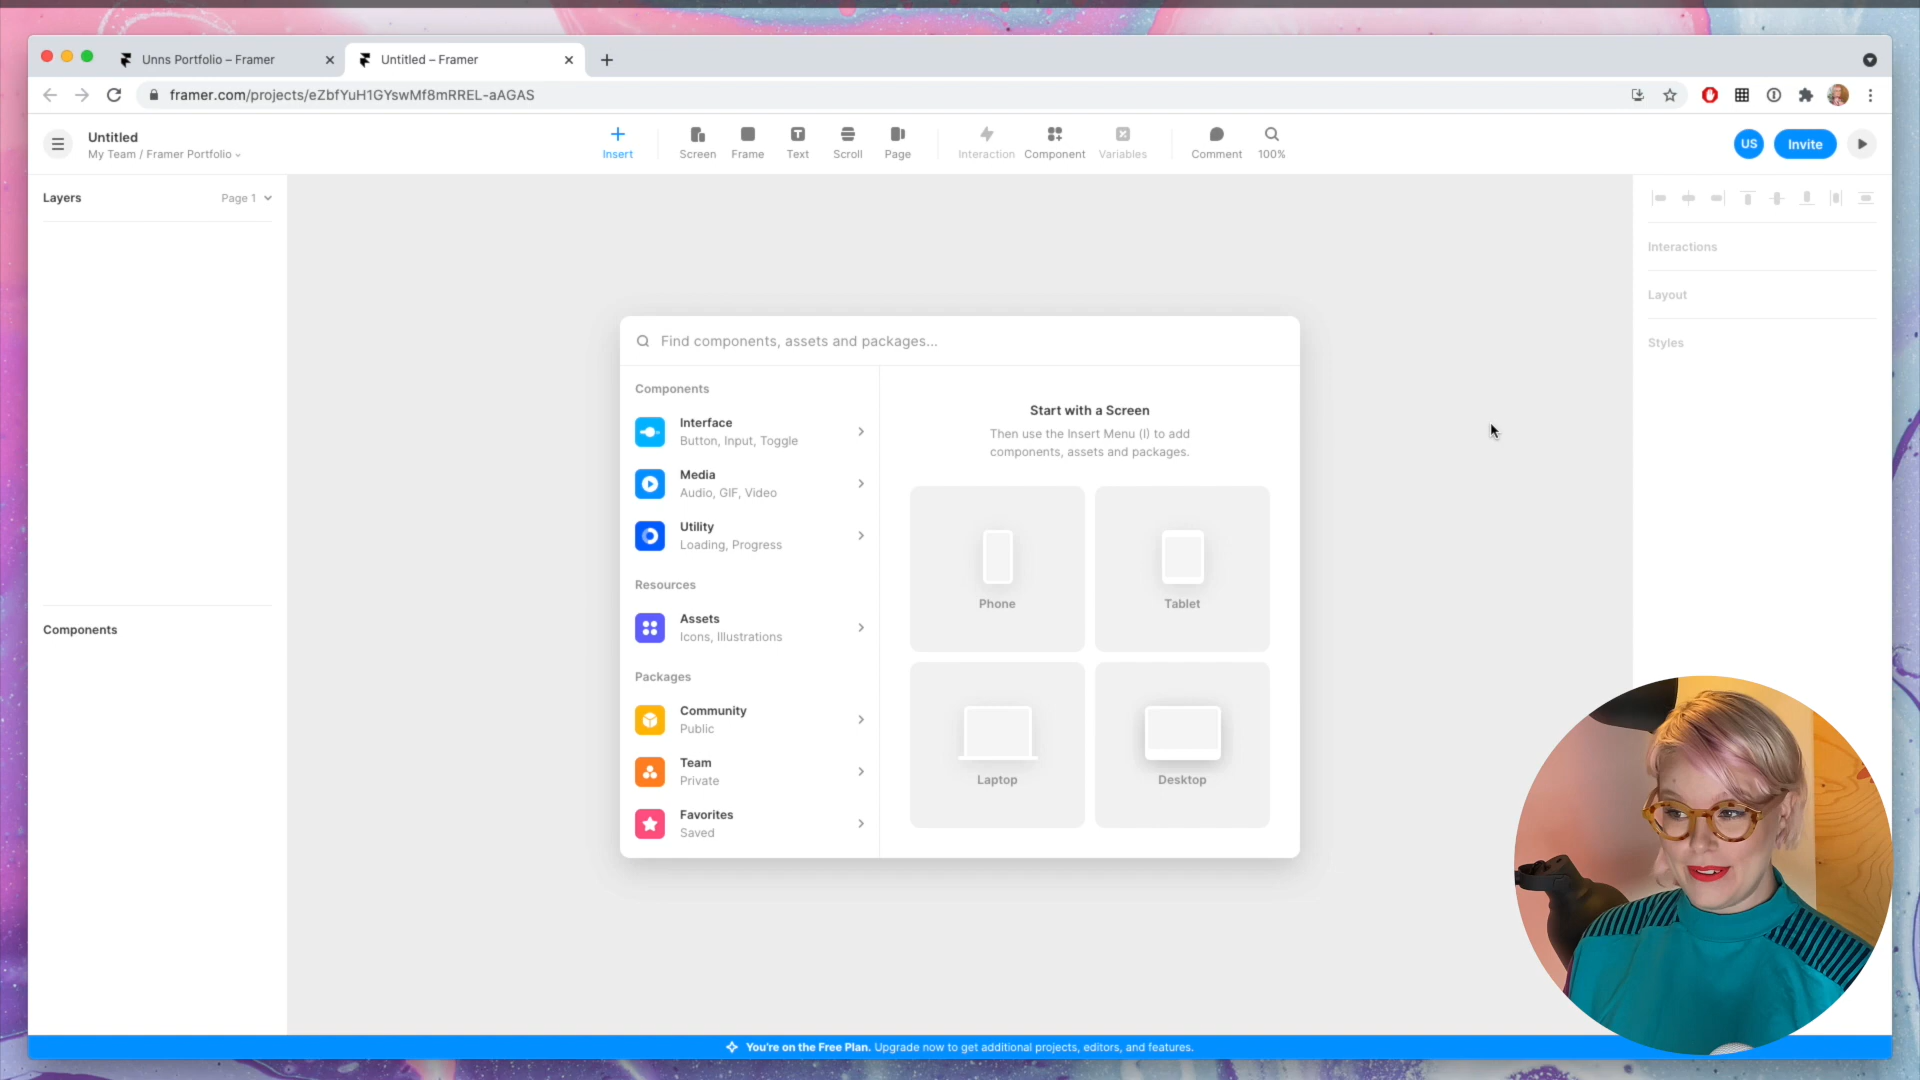 Unns Portfolio – Framer
Untitled – Framer
framer.com/projects/eZbfYuH1GYswMf8mRREL-aAGAS
Untitled
My Team / Framer Portfolio
Insert
Screen
Frame
Text
Scroll
Page
Interaction
Component
Variables
Comment
100%
US
Invite
Layers
Page 1
Components
Interactions
Layout
Styles
Find components, assets and packages...
Components
Interface
Button, Input, Toggle
Media
Audio, GIF, Video
Utility
Loading, Progress
Resources
Assets
Icons, Illustrations
Packages
Community
Public
Team
Private
Favorites
Saved
Start with a Screen
Then use the Insert Menu (I) to add
components, assets and packages.
Phone
Tablet
Laptop
Desktop
You're on the Free Plan. Upgrade now to get additional projects, editors, and features.